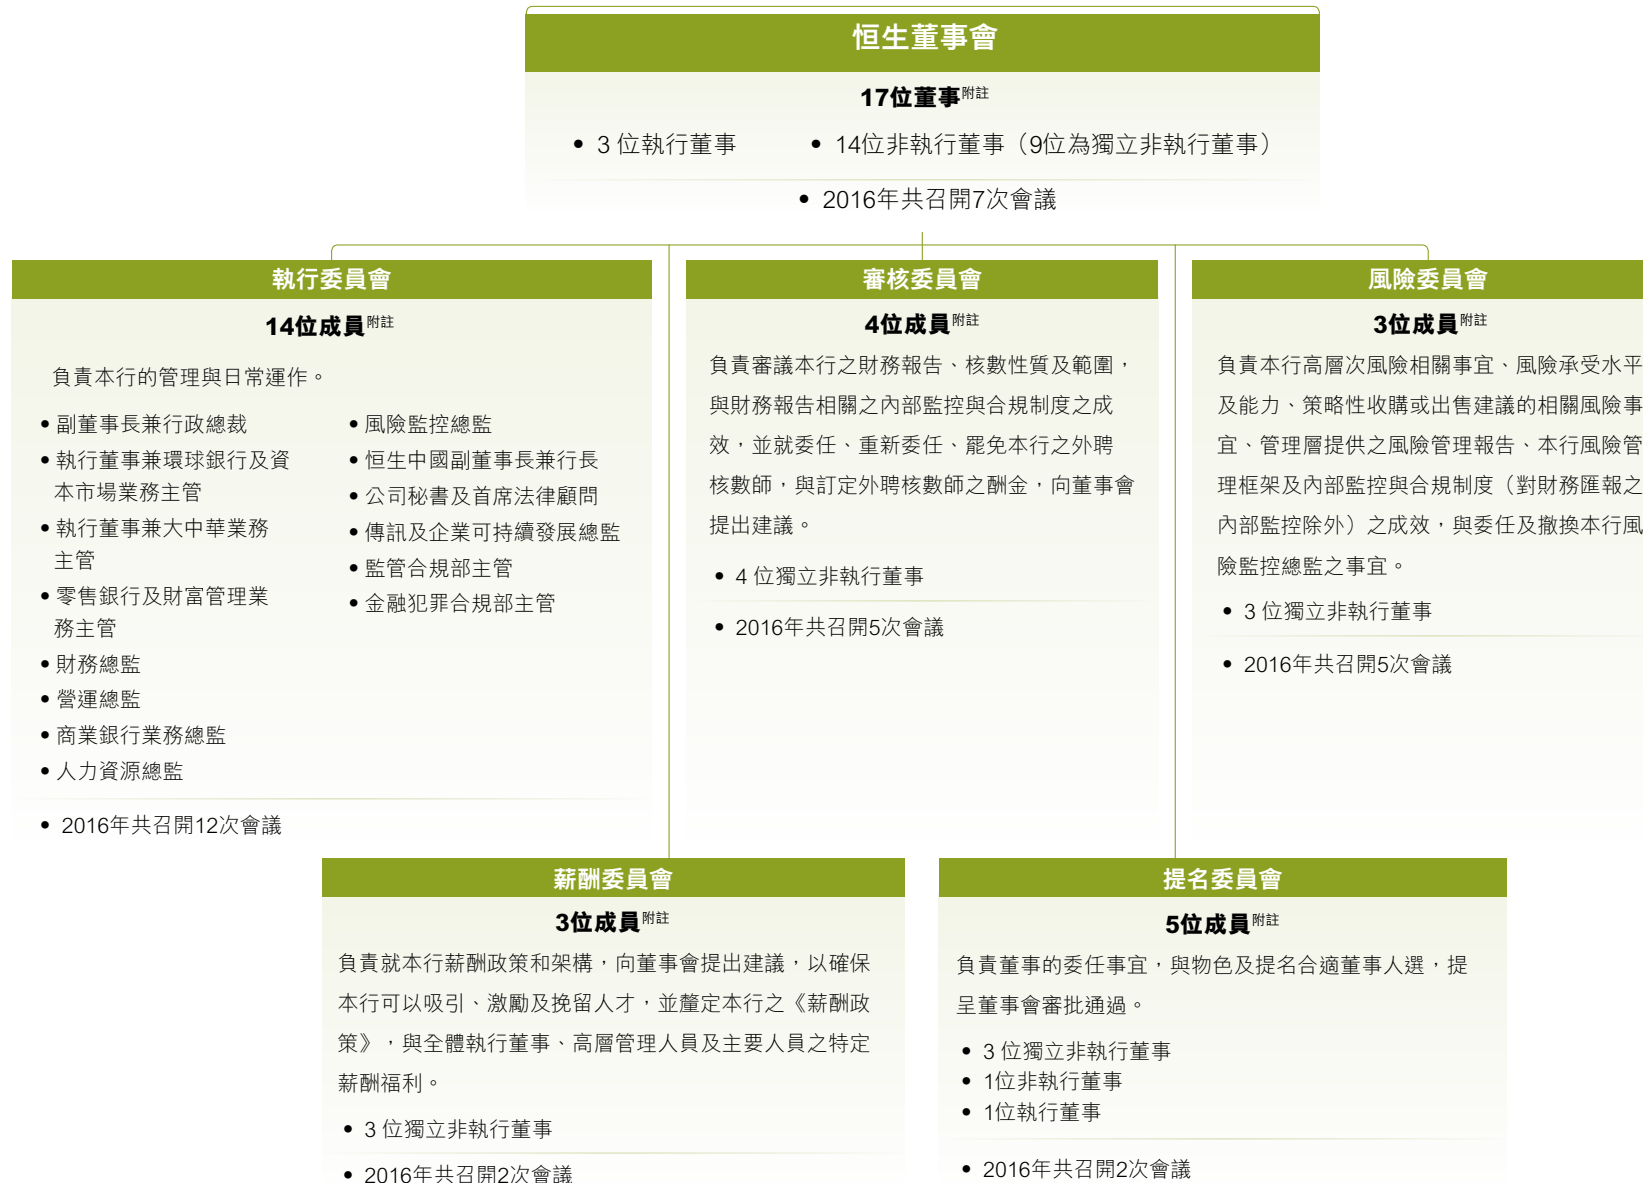 恒生董事會
17位董事附註
• 3 位執行董事
• 14位非執行董事（9位為獨立非執行董事）
• 2016年共召開7次會議
執行委員會
14位成員附註
負責本行的管理與日常運作。
• 副董事長兼行政總裁
• 執行董事兼環球銀行及資
本市場業務主管
• 執行董事兼大中華業務
主管
• 零售銀行及財富管理業
務主管
• 財務總監
• 營運總監
• 商業銀行業務總監
• 人力資源總監
• 風險監控總監
• 恒生中國副董事長兼行長
• 公司秘書及首席法律顧問
• 傳訊及企業可持續發展總監
• 監管合規部主管
• 金融犯罪合規部主管
• 2016年共召開12次會議
審核委員會
4位成員附註
負責審議本行之財務報告、核數性質及範圍，
與財務報告相關之內部監控與合規制度之成
效，並就委任、重新委任、罷免本行之外聘
核數師，與訂定外聘核數師之酬金，向董事會
提出建議。
• 4 位獨立非執行董事
• 2016年共召開5次會議
風險委員會
3位成員附註
負責本行高層次風險相關事宜、風險承受水平
及能力、策略性收購或出售建議的相關風險事
宜、管理層提供之風險管理報告、本行風險管
理框架及內部監控與合規制度（對財務匯報之
內部監控除外）之成效，與委任及撤換本行風
險監控總監之事宜。
• 3 位獨立非執行董事
• 2016年共召開5次會議
薪酬委員會
3位成員附註
負責就本行薪酬政策和架構，向董事會提出建議，以確保
本行可以吸引、激勵及挽留人才，並釐定本行之《薪酬政
策》，與全體執行董事、高層管理人員及主要人員之特定
薪酬福利。
• 3 位獨立非執行董事
• 2016年共召開2次會議
提名委員會
5位成員附註
負責董事的委任事宜，與物色及提名合適董事人選，提
呈董事會審批通過。
• 3 位獨立非執行董事
• 1位非執行董事
• 1位執行董事
• 2016年共召開2次會議